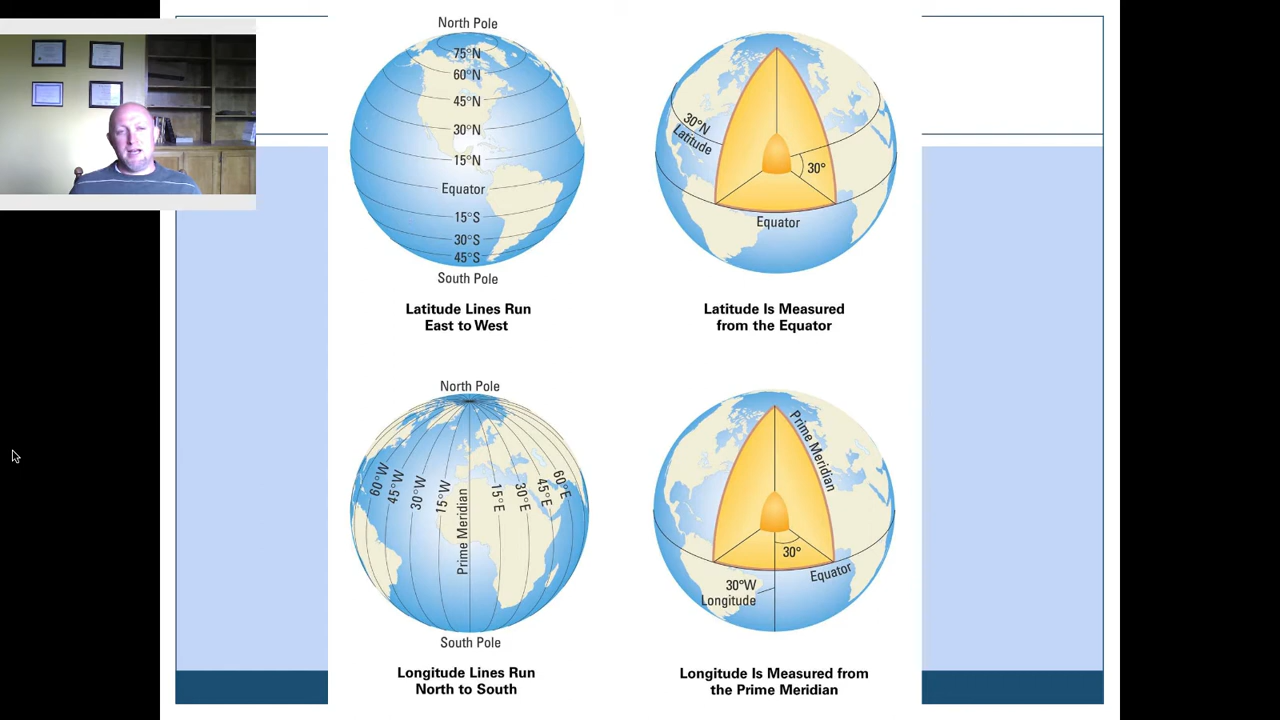 North Pole
75°N
60°N
45°N
30°N
15°N
Equator
15°S
30°S
45°S
South Pole
Latitude Lines Run
East to West
30°N
Latitude
30°
Equator
Latitude Is Measured
from the Equator
North Pole
60°W
45°W
30°W
15°W
Prime Meridian
15°E
30°E
45°E
60°E
South Pole
Longitude Lines Run
North to South
Prime Meridian
30°
Equator
30°W
Longitude
Longitude Is Measured from
the Prime Meridian